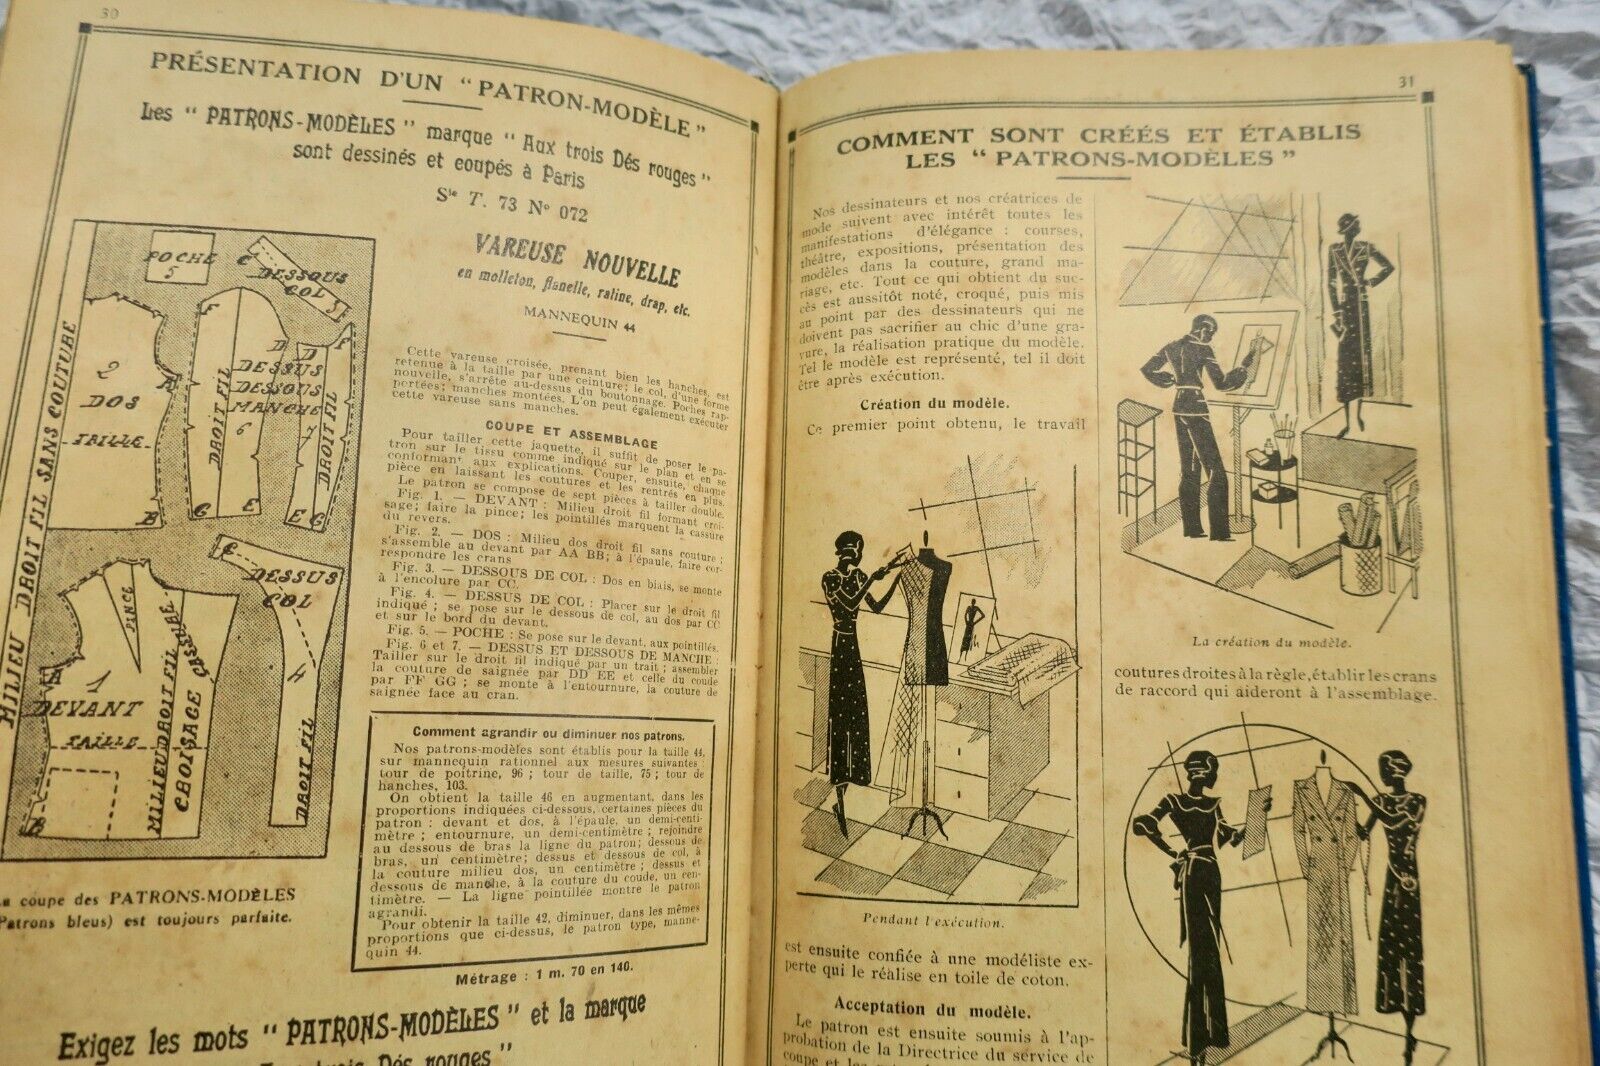 30
PRÉSENTATION D'UN “ PATRON-MODÈLE ”
Les “ PATRONS-MODÈLES ” marque “ Aux trois Dés rouges ”
sont dessinés et coupés à Paris
Sie T. 73 No 072
VAREUSE NOUVELLE
en molleton, flanelle, ratine, drap, etc.
MANNEQUIN 44
Cette vareuse croisée, prenant bien les hanches, est
retenue à la taille par une ceinture; le col, d'une forme
nouvelle, s'arrête au-dessus du boutonnage. Poches rap-
portées; manches montées. L'on peut également exécuter
cette vareuse sans manches.
COUPE ET ASSEMBLAGE
Pour tailler cette jaquette, il suffit de poser le pa-
tron sur le tissu comme indiqué sur le plan et en se
conformant aux explications. Couper, ensuite, chaque
pièce en laissant les coutures et les rentrés en plus.
Le patron se compose de sept pièces à tailler double.
Fig. 1. — DEVANT : Milieu droit fil formant croi-
sage; faire la pince; les pointillés marquent la cassure
du revers.
Fig. 2. — DOS : Milieu dos droit fil sans couture ;
s'assemble au devant par AA BB; à l'épaule, faire cor-
respondre les crans
Fig. 3. — DESSOUS DE COL : Dos en biais, se monte
à l'encolure par CC.
Fig. 4. — DESSUS DE COL : Placer sur le droit fil
indiqué ; se pose sur le dessous de col, au dos par CC
et sur le bord du devant.
Fig. 5. — POCHE : Se pose sur le devant, aux pointillés.
Fig. 6 et 7. — DESSUS ET DESSOUS DE MANCHE :
Tailler sur le droit fil indiqué par un trait ; assembler
la couture de saignée par DD EE et celle du coude
par FF GG ; se monte à l'entournure, la couture de
saignée face au cran.
Comment agrandir ou diminuer nos patrons.
Nos patrons-modèles sont établis pour la taille 44,
sur mannequin rationnel aux mesures suivantes :
tour de poitrine, 96 ; tour de taille, 75 ; tour de
hanches, 103.
On obtient la taille 46 en augmentant, dans les
proportions indiquées ci-dessous, certaines pièces du
patron : devant et dos, à l'épaule, un demi-centi-
mètre ; entournure, un demi-centimètre ; rejoindre
au dessous de bras la ligne du patron; dessous de
bras, un centimètre; dessus et dessous de col, à
la couture milieu dos, un centimètre ; dessus et
dessous de manche, à la couture du coude, un cen-
timètre. — La ligne pointillée montre le patron
agrandi.
Pour obtenir la taille 42, diminuer, dans les mêmes
proportions que ci-dessus, le patron type, manne-
quin 44.
Métrage : 1 m. 70 en 140.
POCHE
5
C
DESSOUS
COL 3
MILIEU DROIT FIL SANS COUTURE
2
DOS
TAILLE
A
B
F
D
DESSUS
DESSOUS
MANCHE
6
7
DROIT FIL
DROIT FIL
G
E
D
F
E G
C
DESSUS
COL
4
DROIT FIL
A
1
DEVANT
TAILLE
PINCE
MILIEU DROIT FIL
CROISAGE
CASSURE
B
coupe des PATRONS-MODÈLES
Patrons bleus) est toujours parfaite.
Exigez les mots “ PATRONS-MODÈLES ” et la marque
trois Dés rouges ”
31
COMMENT SONT CRÉÉS ET ÉTABLIS
LES “ PATRONS-MODÈLES ”
Nos dessinateurs et nos créatrices de
mode suivent avec intérêt toutes les
manifestations d'élégance : courses,
théâtre, expositions, présentation des
modèles dans la couture, grand ma-
riage, etc. Tout ce qui obtient du suc-
cès est aussitôt noté, croqué, puis mis
au point par des dessinateurs qui ne
doivent pas sacrifier au chic d'une gra-
vure, la réalisation pratique du modèle.
Tel le modèle est représenté, tel il doit
être après exécution.
Création du modèle.
Ce premier point obtenu, le travail
Pendant l'exécution.
est ensuite confiée à une modéliste ex-
perte qui le réalise en toile de coton.
Acceptation du modèle.
Le patron est ensuite soumis à l'ap-
probation de la Directrice du service de
coupe et les
La création du modèle.
coutures droites à la règle, établir les crans
de raccord qui aideront à l'assemblage.